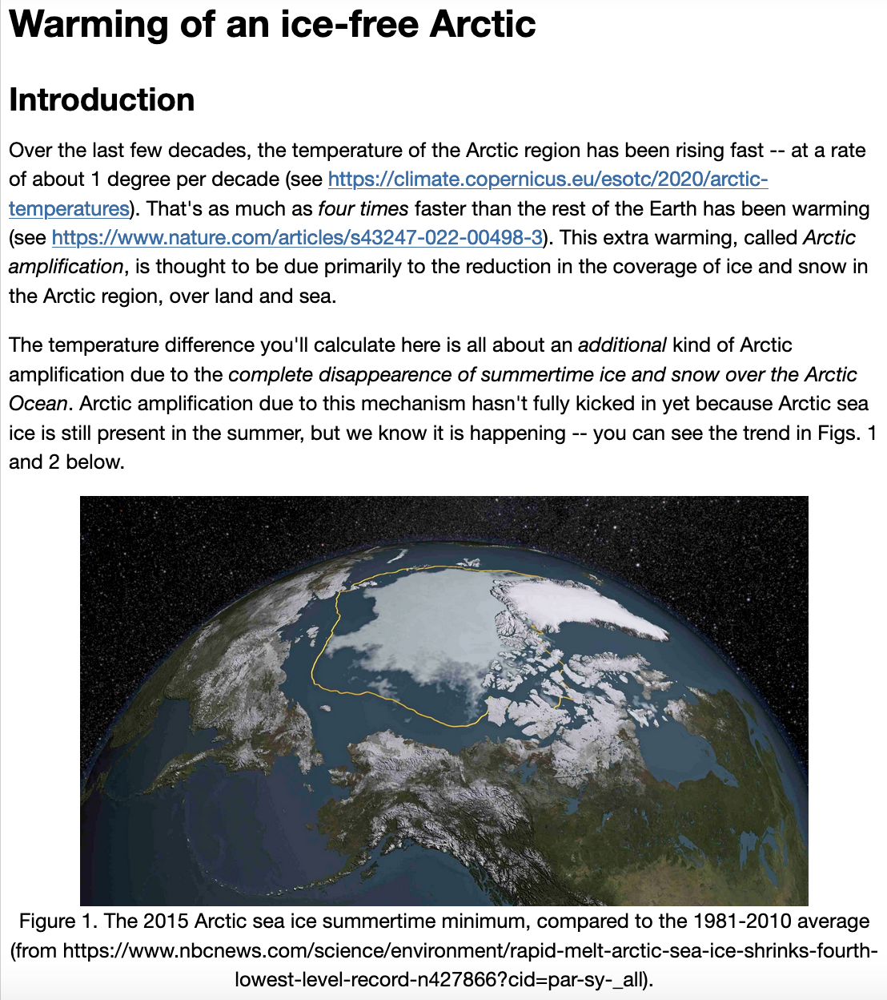 Warming of an ice-free Arctic
Introduction
Over the last few decades, the temperature of the Arctic region has been rising fast -- at a rate
of about 1 degree per decade (see https://climate.copernicus.eu/esotc/2020/arctic-
temperatures). That's as much as four times faster than the rest of the Earth has been warming
(see https://www.nature.com/articles/s43247-022-00498-3). This extra warming, called Arctic
amplification, is thought to be due primarily to the reduction in the coverage of ice and snow in
the Arctic region, over land and sea.
The temperature difference you'll calculate here is all about an additional kind of Arctic
amplification due to the complete disappearence of summertime ice and snow over the Arctic
Ocean. Arctic amplification due to this mechanism hasn't fully kicked in yet because Arctic sea
ice is still present in the summer, but we know it is happening -- you can see the trend in Figs. 1
and 2 below.
Figure 1. The 2015 Arctic sea ice summertime minimum, compared to the 1981-2010 average
(from https://www.nbcnews.com/science/environment/rapid-melt-arctic-sea-ice-shrinks-fourth-
lowest-level-record-n427866?cid=par-sy-_all).